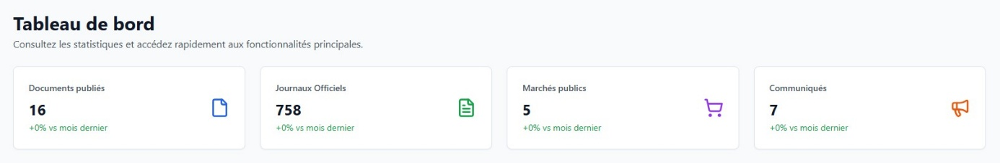 Tableau de bord
Consultez les statistiques et accédez rapidement aux fonctionnalités principales.
Documents publiés
16
+0% vs mois dernier
Journaux Officiels
758
+0% vs mois dernier
Marchés publics
5
+0% vs mois dernier
Communiqués
7
+0% vs mois dernier